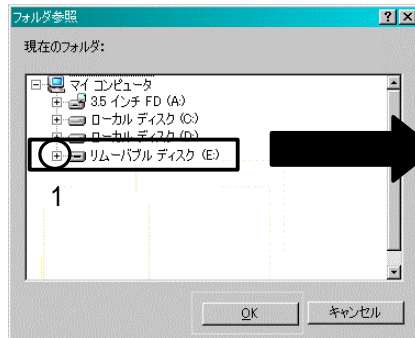 フォルダ参照
現在のフォルダ:
マイ コンピュータ
3.5 インチ FD (A:)
ローカル ディスク (C:)
ローカル ディスク (D:)
リムーバブル ディスク (E:)
1
OK
キャンセル